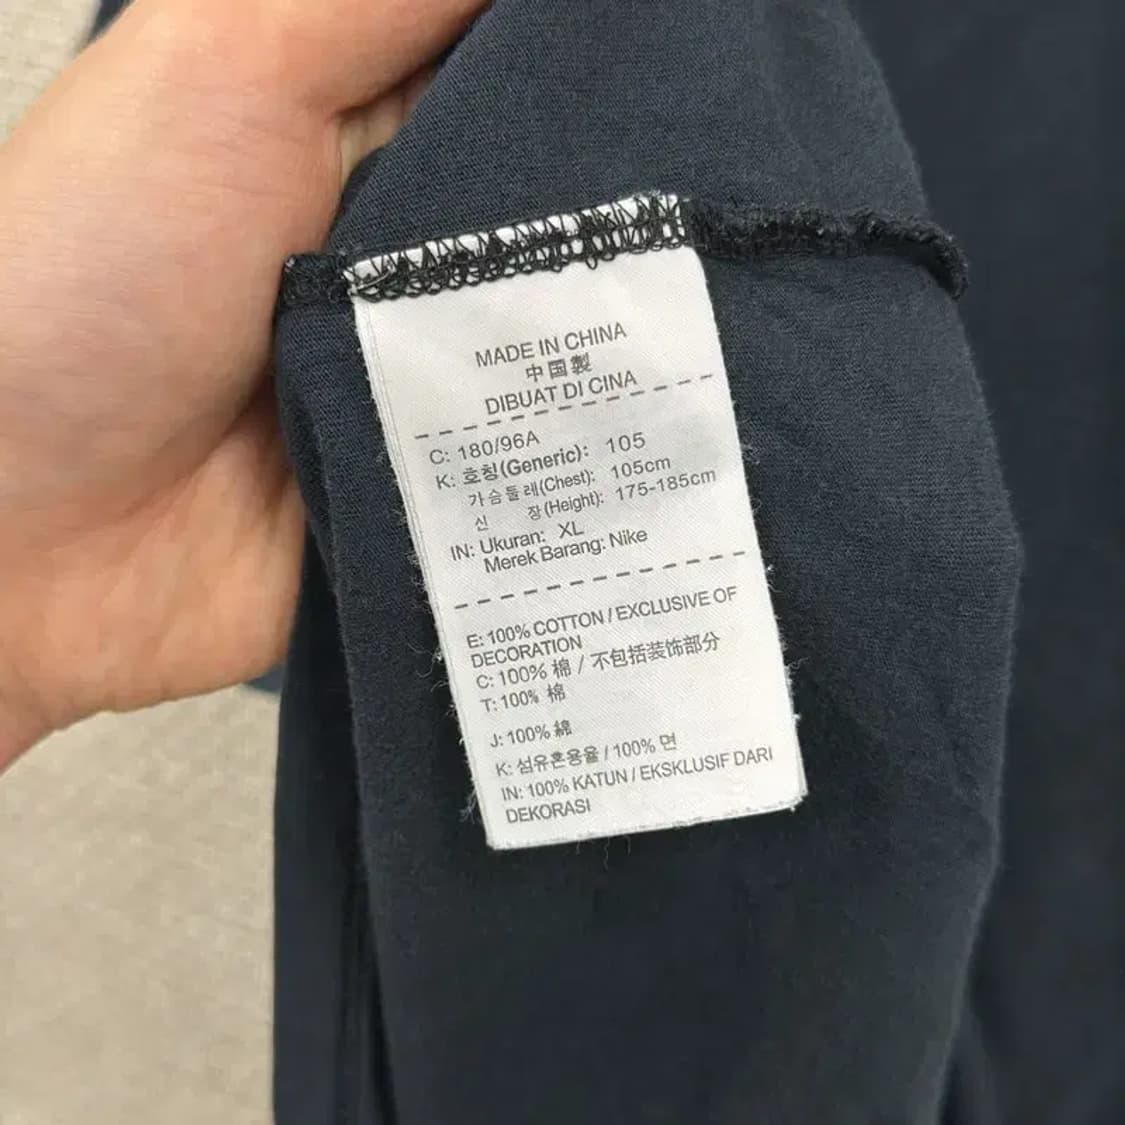 MADE IN CHINA
中国製
DIBUAT DI CINA
C: 180/96A
K: 호칭(Generic): 105
가슴둘레(Chest): 105cm
신 장(Height): 175-185cm
IN: Ukuran: XL
Merek Barang: Nike
E: 100% COTTON / EXCLUSIVE OF
DECORATION
C: 100% 棉 / 不包括装饰部分
T: 100% 棉
J: 100% 綿
K: 섬유혼용율 / 100% 면
IN: 100% KATUN / EKSKLUSIF DARI
DEKORASI